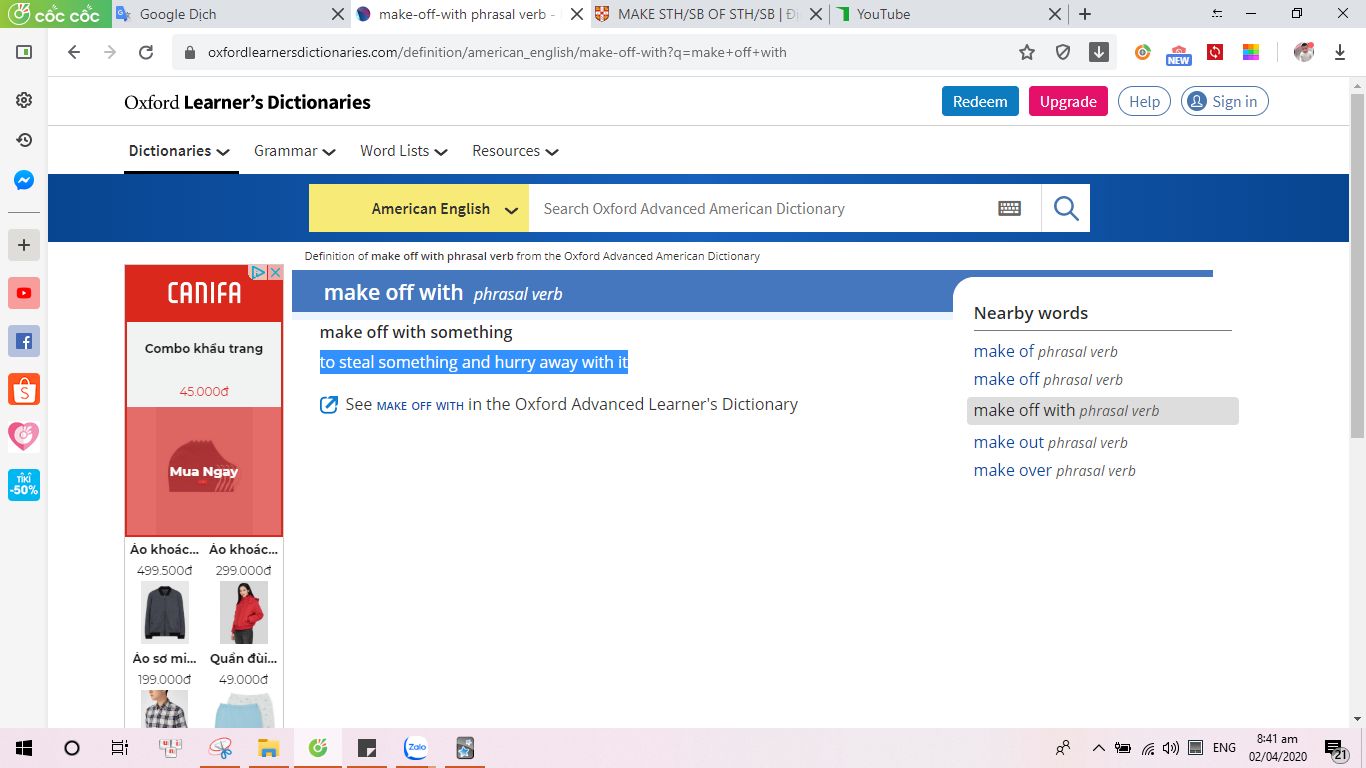 CỐC CỐC
Google Dịch
make-off-with phrasal verb -
MAKE STH/SB OF STH/SB |
YouTube
oxfordlearnersdictionaries.com/definition/american_english/make-off-with?q=make+off+with
NEW
Oxford Learner's Dictionaries
Redeem
Upgrade
Help
Sign in
Dictionaries
Grammar
Word Lists
Resources
American English
Search Oxford Advanced American Dictionary
Definition of make off with phrasal verb from the Oxford Advanced American Dictionary
CANIFA
Combo khẩu trang
45.000đ
Mua Ngay
Áo khoác... Áo khoác...
499.500đ 299.000đ
Áo sơ mi... Quần đùi...
199.000đ 49.000đ
make off with phrasal verb
make off with something
to steal something and hurry away with it
See MAKE OFF WITH in the Oxford Advanced Learner's Dictionary
Nearby words
make of phrasal verb
make off phrasal verb
make off with phrasal verb
make out phrasal verb
make over phrasal verb
TIKI
-50%
Zalo
ENG
8:41 am
02/04/2020
21